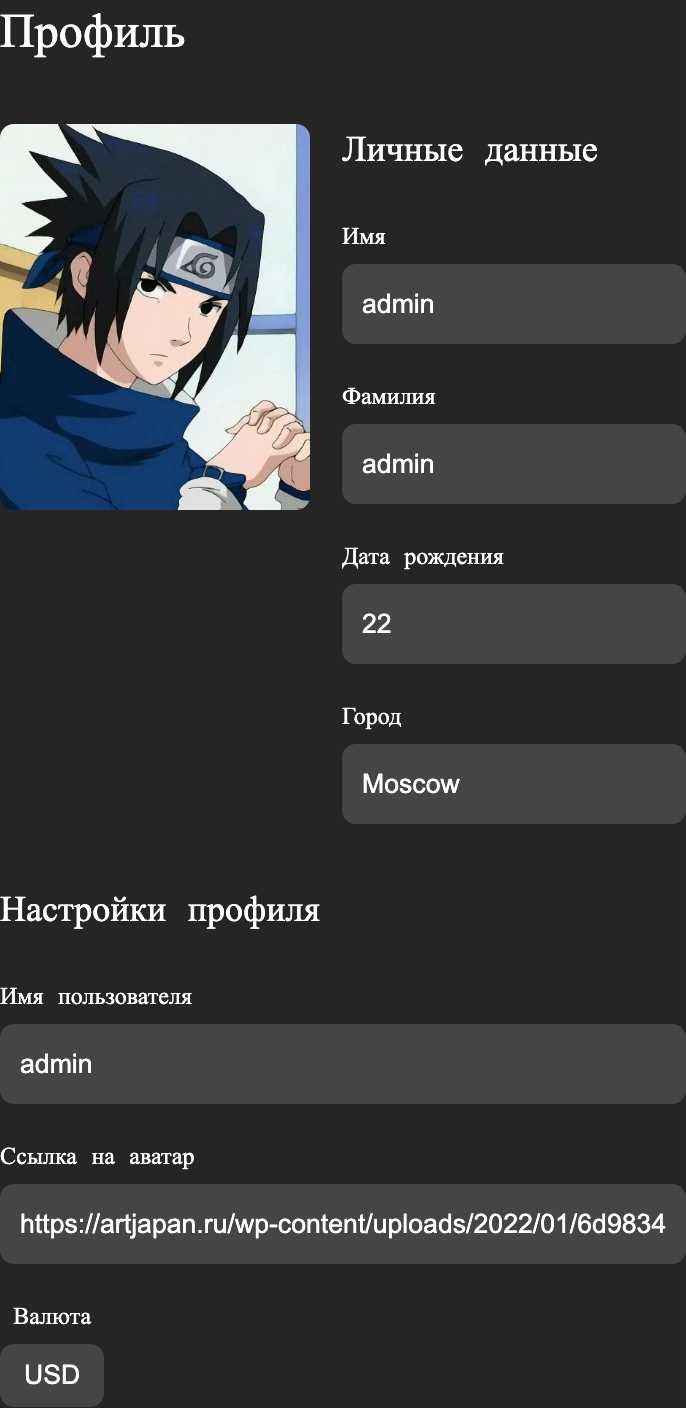 Профиль
Личные данные
Имя
admin
Фамилия
admin
Дата рождения
22
Город
Moscow
Настройки профиля
Имя пользователя
admin
Ссылка на аватар
https://artjapan.ru/wp-content/uploads/2022/01/6d9834
Валюта
USD